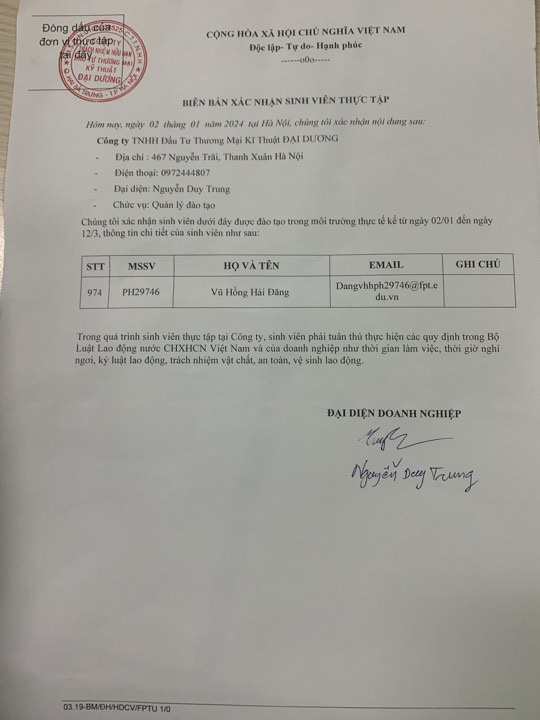 Đóng dấu của
đơn vị thực tập
tại đây
CÔNG TY
TRÁCH NHIỆM HỮU HẠN
ĐẦU TƯ THƯƠNG MẠI
KỸ THUẬT
ĐẠI DƯƠNG
Q. HAI BÀ TRƯNG - T.P HÀ NỘI
CỘNG HÒA XÃ HỘI CHỦ NGHĨA VIỆT NAM
Độc lập- Tự do- Hạnh phúc
------o0o------
BIÊN BẢN XÁC NHẬN SINH VIÊN THỰC TẬP
Hôm nay, ngày 02 tháng 01 năm 2024 tại Hà Nội, chúng tôi xác nhận nội dung sau:
Công ty TNHH Đầu Tư Thương Mại Kĩ Thuật ĐẠI DƯƠNG
- Địa chỉ : 467 Nguyễn Trãi, Thanh Xuân Hà Nội
- Điện thoại: 0972444807
- Đại diện: Nguyễn Duy Trung
- Chức vụ: Quản lý đào tạo
Chúng tôi xác nhận sinh viên dưới đây được đào tạo trong môi trường thực tế kể từ ngày 02/01 đến ngày
12/3, thông tin chi tiết của sinh viên như sau:
STT MSSV HỌ VÀ TÊN EMAIL GHI CHÚ
974 PH29746 Vũ Hồng Hải Đăng Dangvhhph29746@fpt.e
du.vn
Trong quá trình sinh viên thực tập tại Công ty, sinh viên phải tuân thủ thực hiện các quy định trong Bộ
Luật Lao động nước CHXHCN Việt Nam và của doanh nghiệp như thời gian làm việc, thời giờ nghỉ
ngơi, kỷ luật lao động, trách nhiệm vật chất, an toàn, vệ sinh lao động.
ĐẠI DIỆN DOANH NGHIỆP
Nguyễn Duy Trung
03.19-BM/ĐH/HDCV/FPTU 1/0